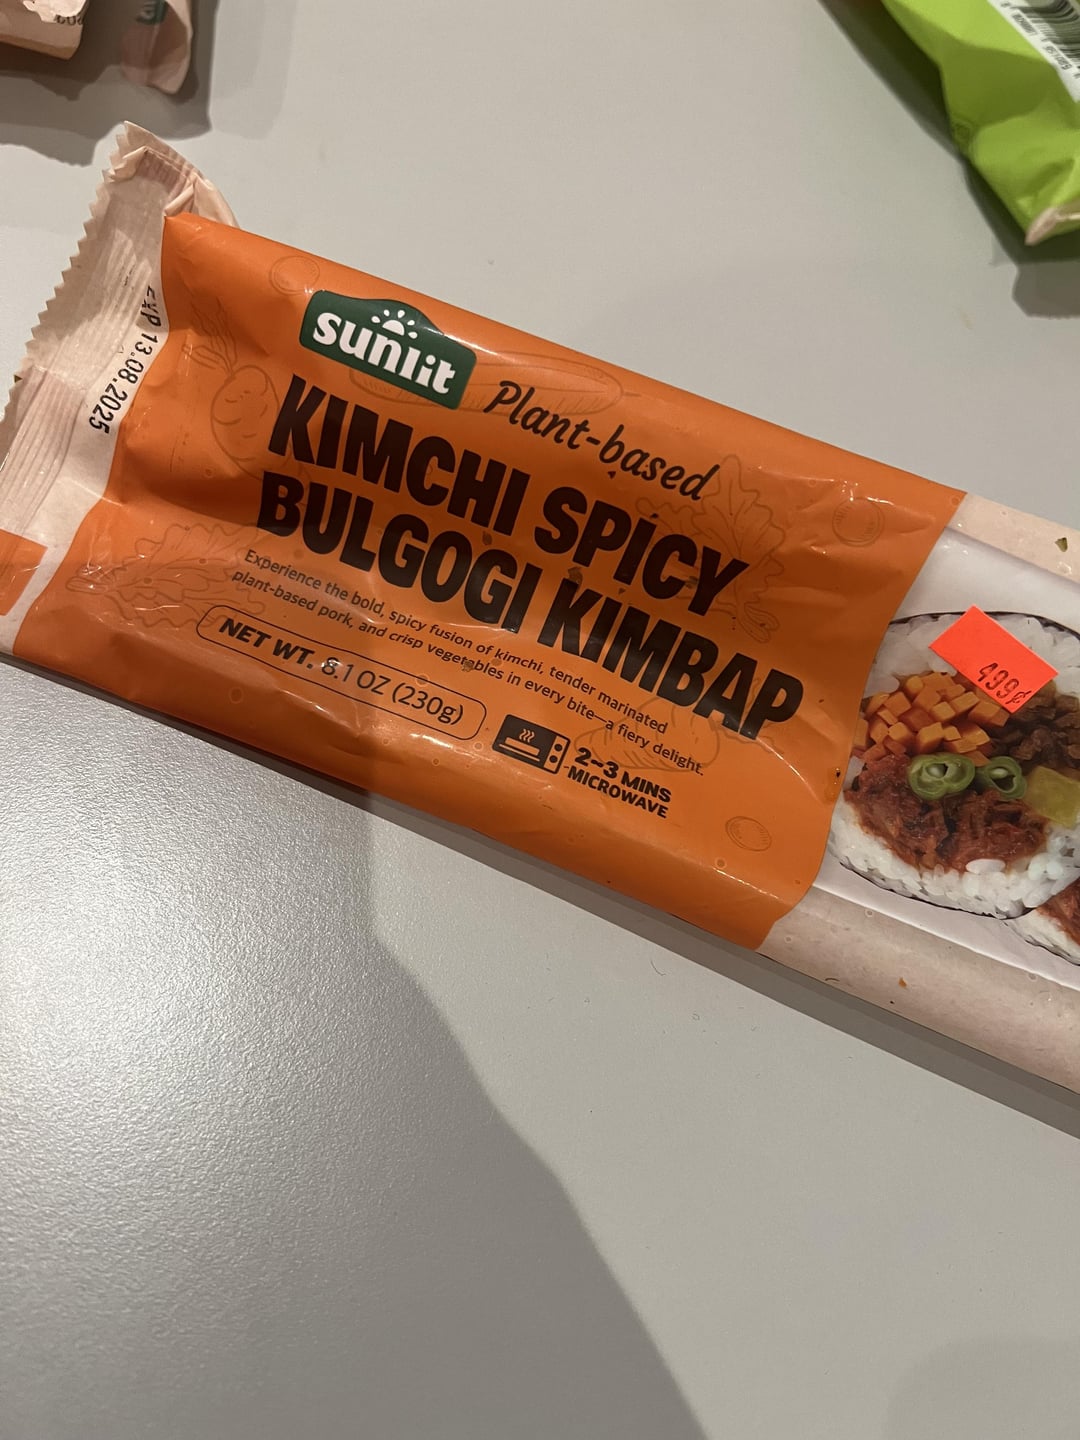 EXP 13.08.2025
sunlit
Plant-based
KIMCHI SPICY
BULGOGI KIMBAP
Experience the bold, spicy fusion of kimchi, tender marinated
plant-based pork, and crisp vegetables in every bite—a fiery delight.
NET WT. 8.1 OZ (230g)
2~3 MINS
MICROWAVE
499¢